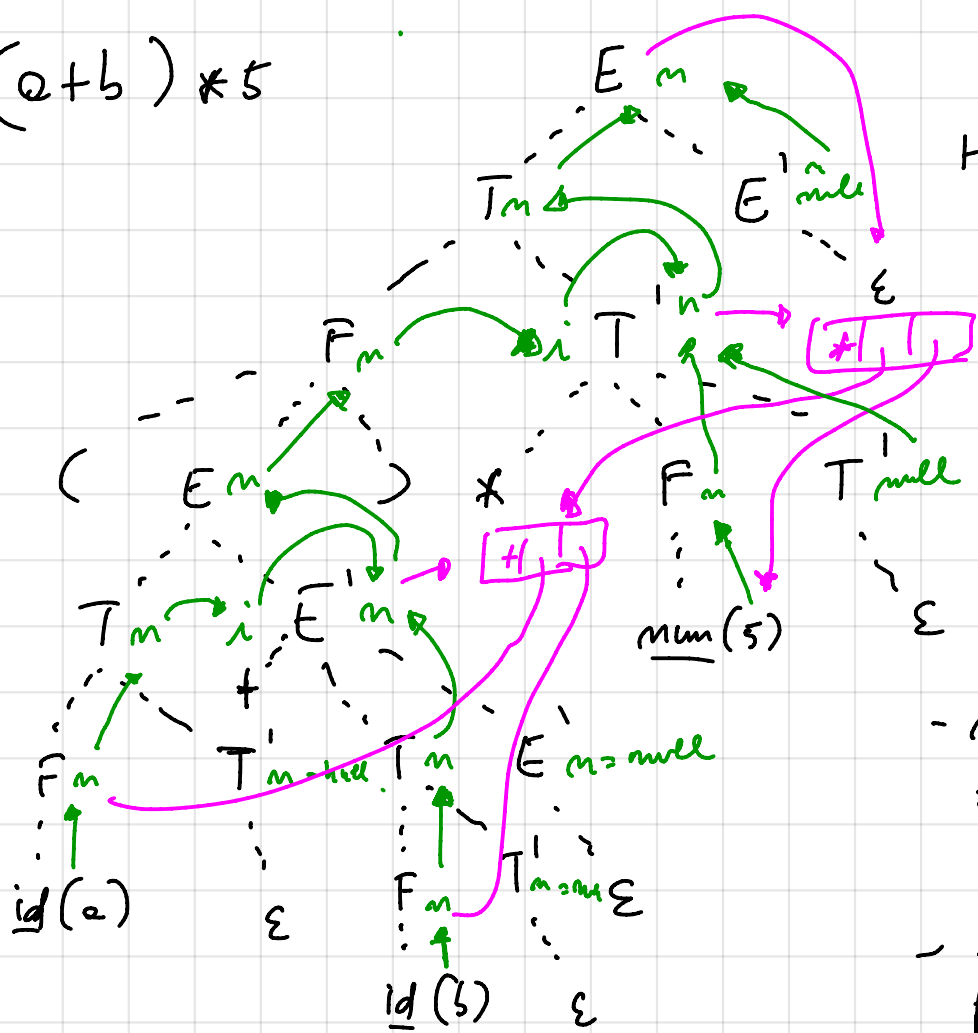 (a+b) * 5
E n
T n E' n null
ε
F n i T' n *
h
( E n ) * F n T' null
+
T n i E' n num (5) ε
+
F n T' n = null T n E n = null
id (a) ε F n T' n = null ε
id (b) ε